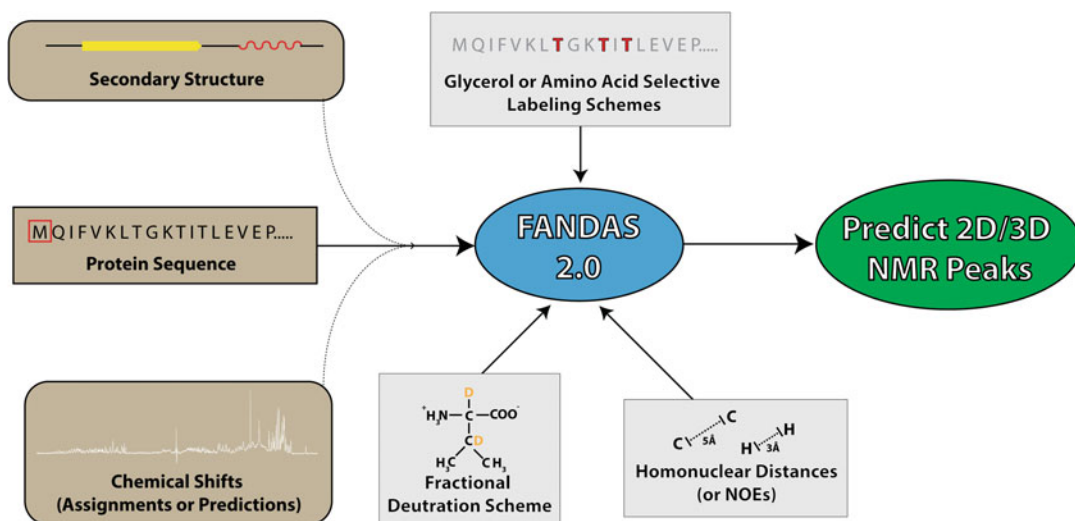 Secondary Structure
MQIFVKLTGKTITLEVEP.....
Glycerol or Amino Acid Selective
Labeling Schemes
MQIFVKLTGKTITLEVEP.....
Protein Sequence
FANDAS
2.0
Predict 2D/3D
NMR Peaks
Chemical Shifts
(Assignments or Predictions)
D
⁺H₃N C COO⁻
C D
H₃C CH₃
Fractional
Deutration Scheme
C C
5Å
H H
3Å
Homonuclear Distances
(or NOEs)